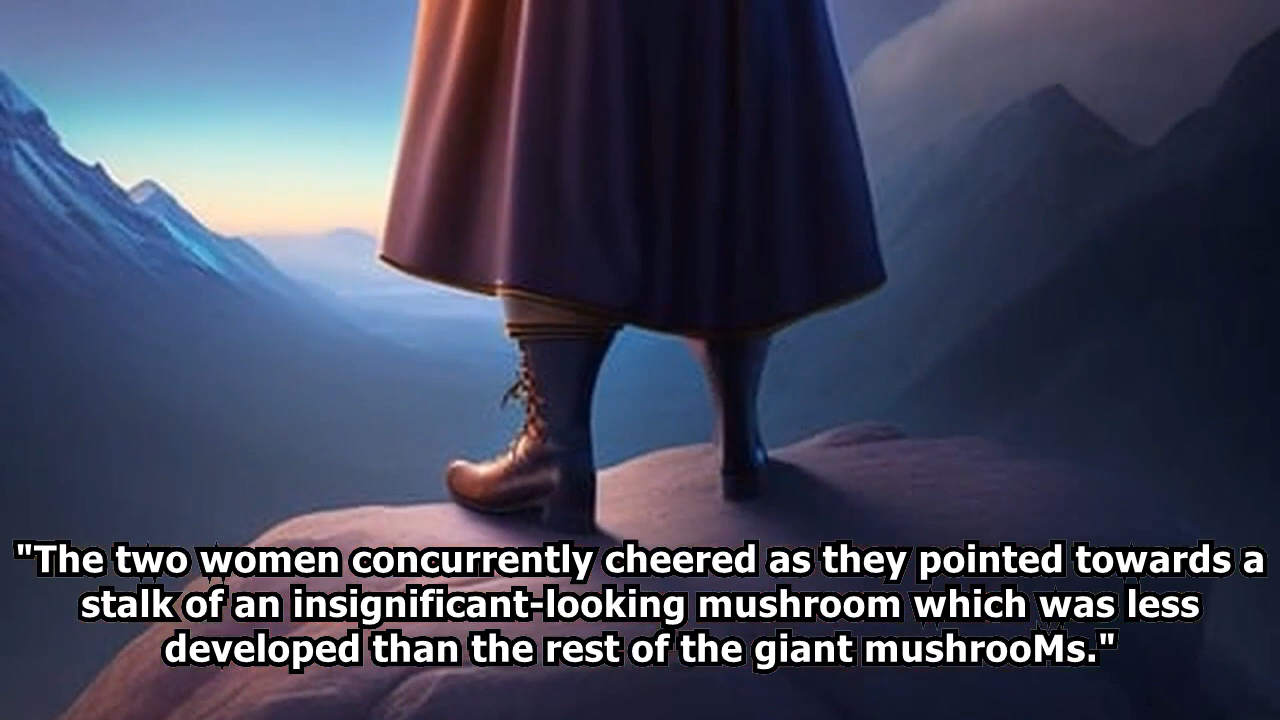 "The two women concurrently cheered as they pointed towards a
stalk of an insignificant-looking mushroom which was less
developed than the rest of the giant mushrooMs."